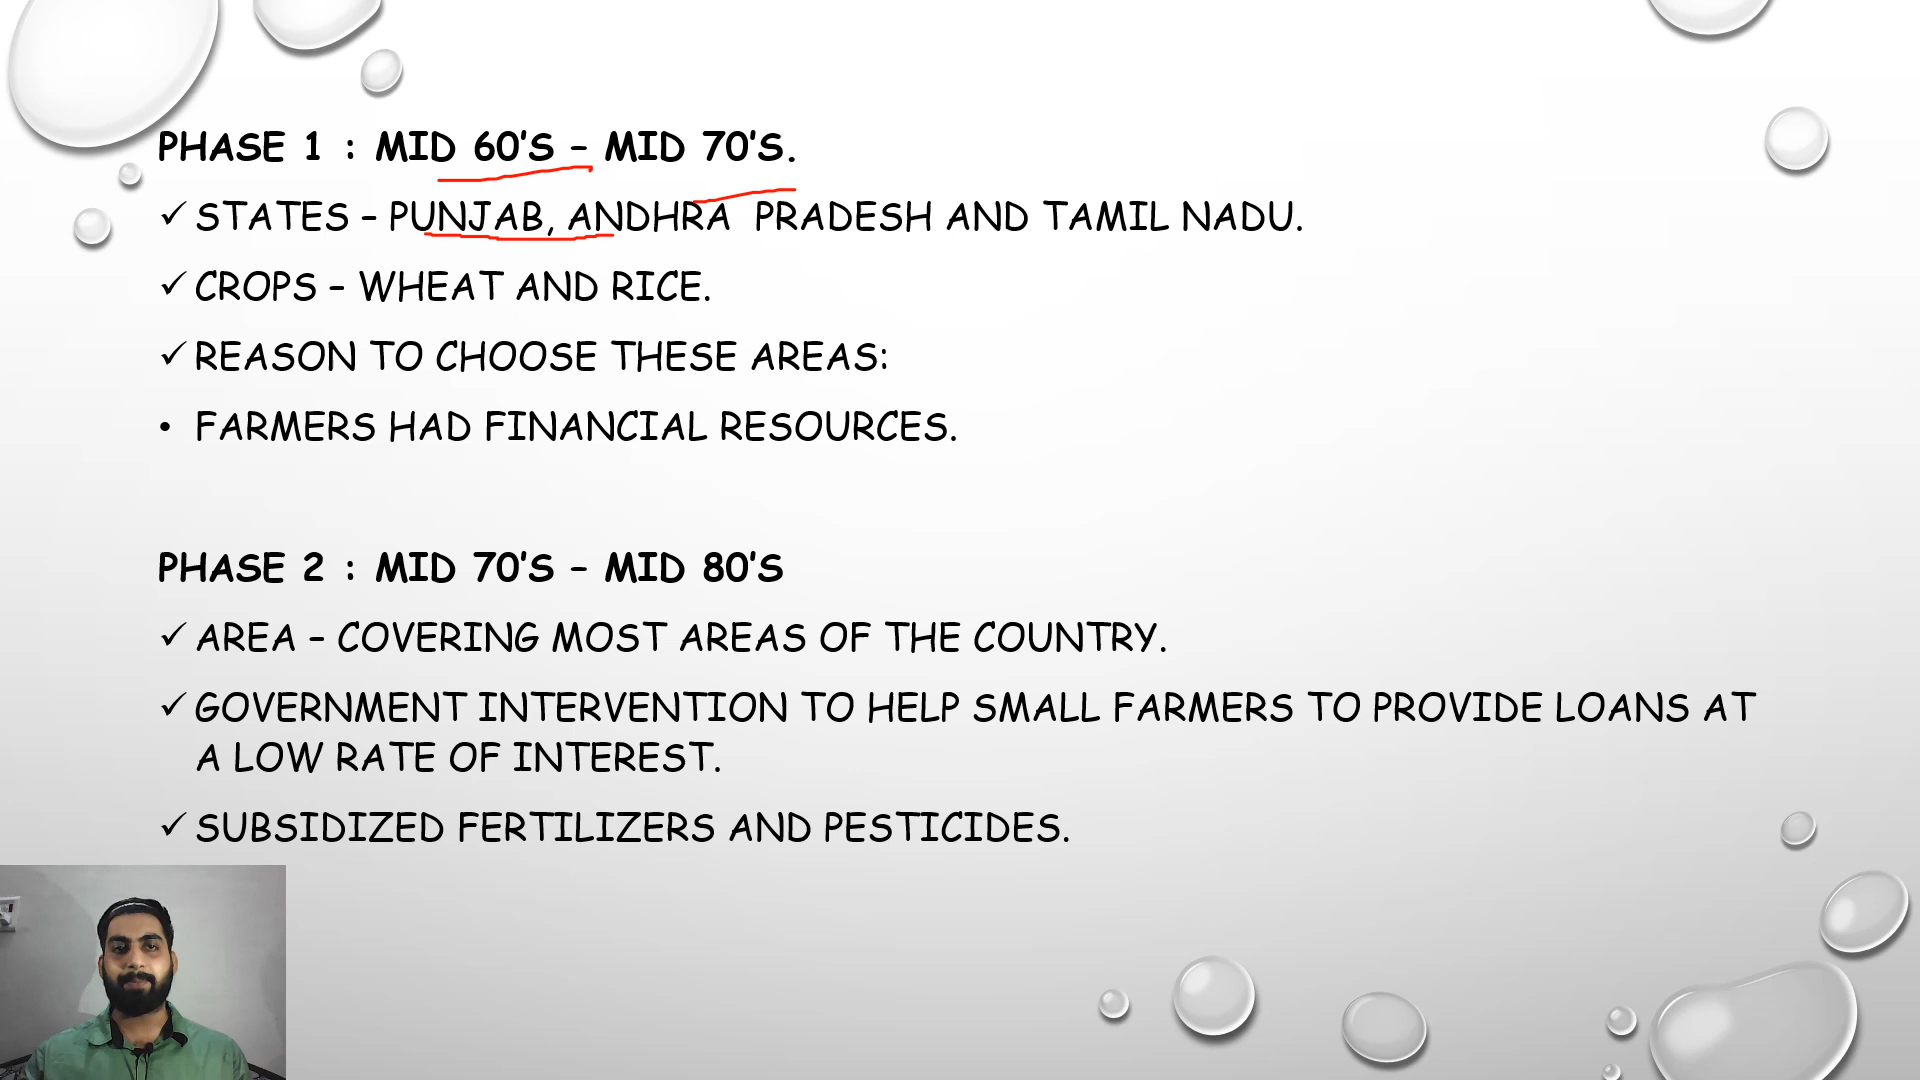 PHASE 1 : MID 60'S – MID 70'S.
✓ STATES – PUNJAB, ANDHRA PRADESH AND TAMIL NADU.
✓ CROPS – WHEAT AND RICE.
✓ REASON TO CHOOSE THESE AREAS:
• FARMERS HAD FINANCIAL RESOURCES.
PHASE 2 : MID 70'S – MID 80'S
✓ AREA – COVERING MOST AREAS OF THE COUNTRY.
✓ GOVERNMENT INTERVENTION TO HELP SMALL FARMERS TO PROVIDE LOANS AT
A LOW RATE OF INTEREST.
✓ SUBSIDIZED FERTILIZERS AND PESTICIDES.